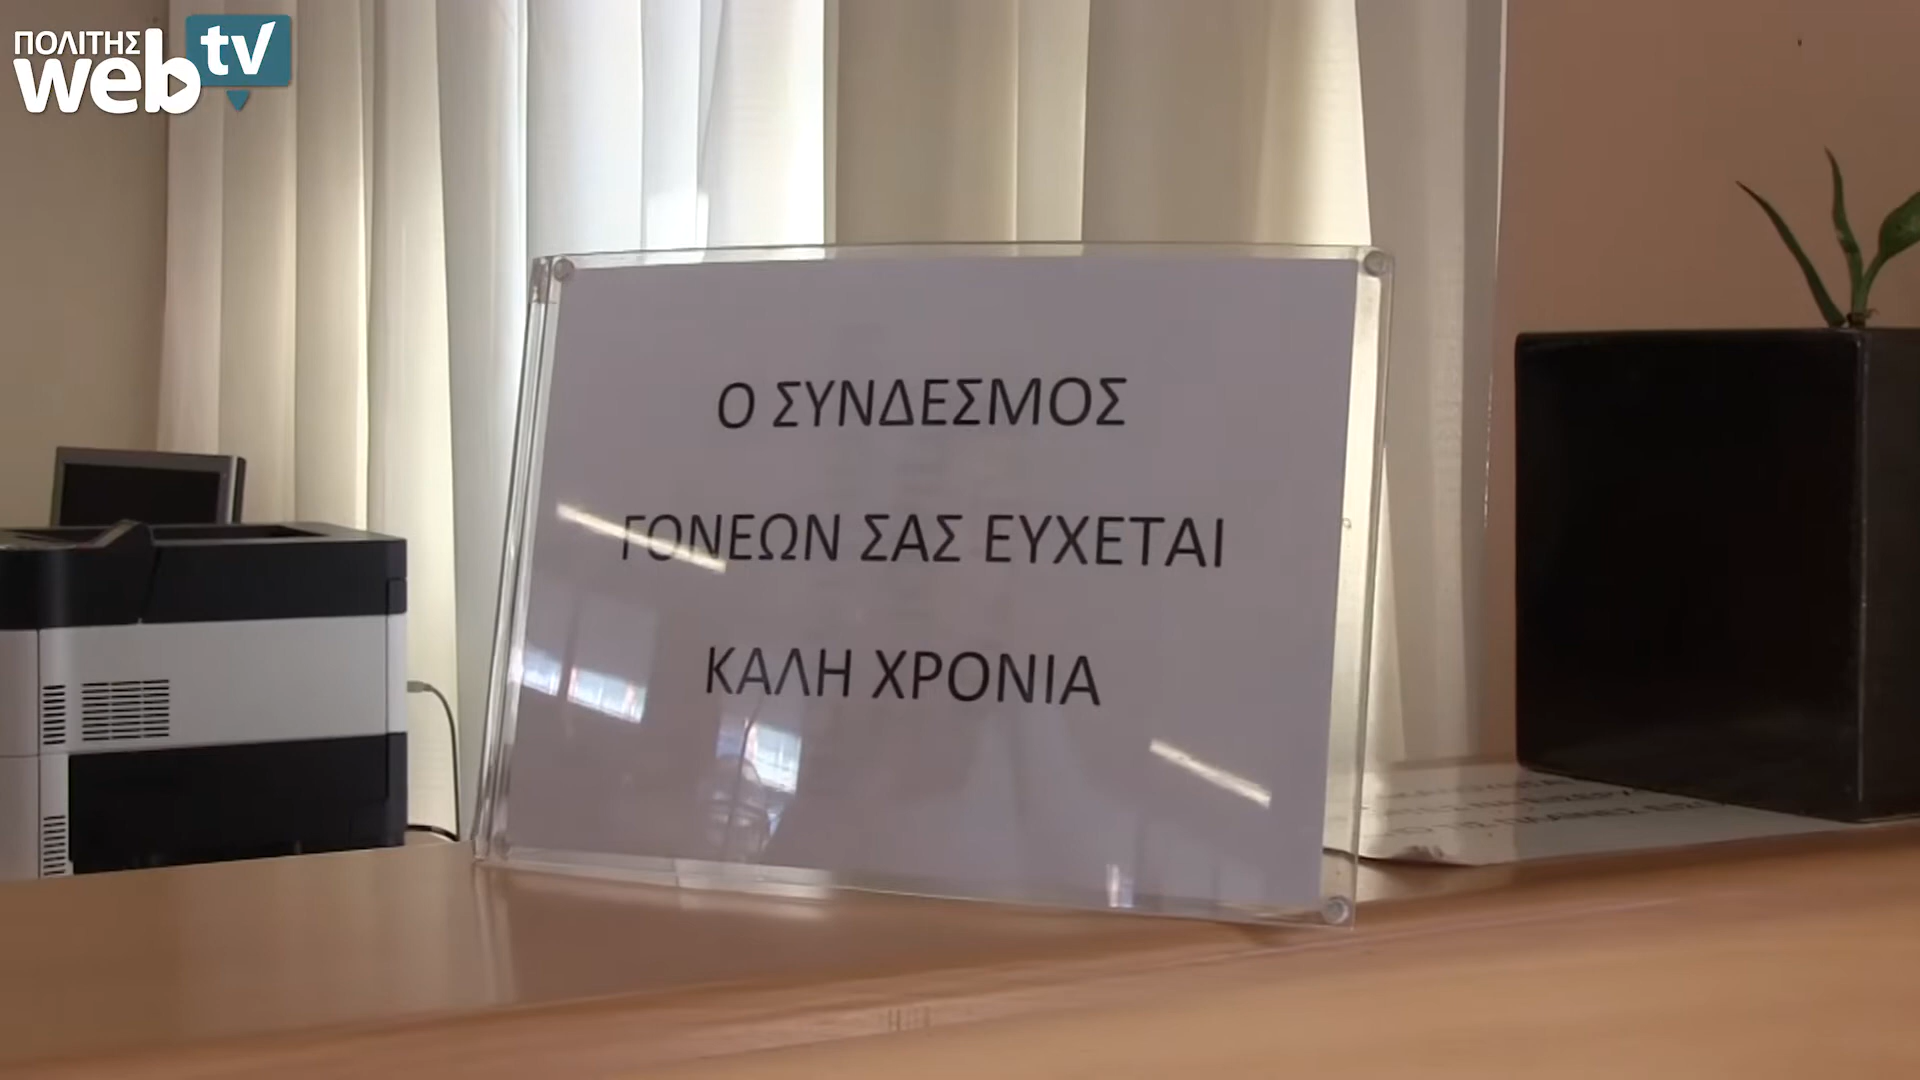 ΠΟΛΙΤΗΣ
web tv
Ο ΣΥΝΔΕΣΜΟΣ
ΓΟΝΕΩΝ ΣΑΣ ΕΥΧΕΤΑΙ
ΚΑΛΗ ΧΡΟΝΙΑ